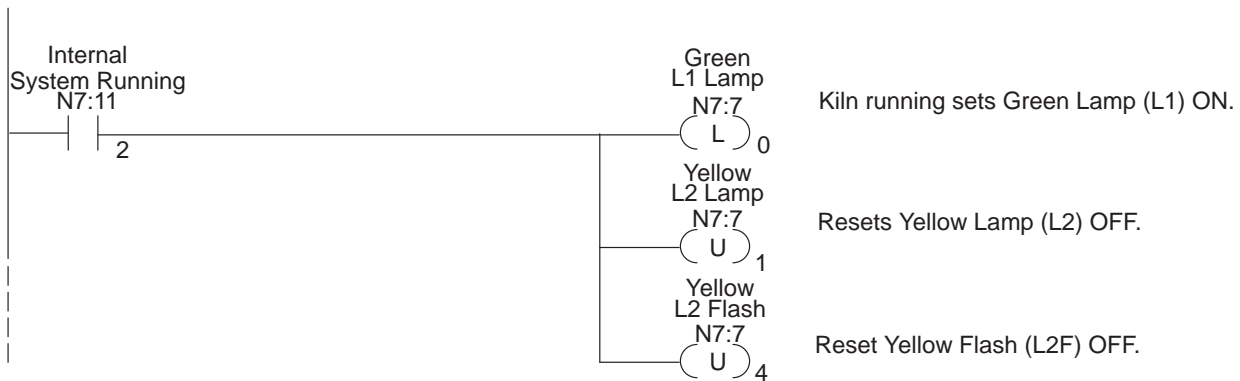 Internal
System Running
N7:11
2
Green
L1 Lamp
N7:7
L
0
Kiln running sets Green Lamp (L1) ON.
Yellow
L2 Lamp
N7:7
U
1
Resets Yellow Lamp (L2) OFF.
Yellow
L2 Flash
N7:7
U
4
Reset Yellow Flash (L2F) OFF.